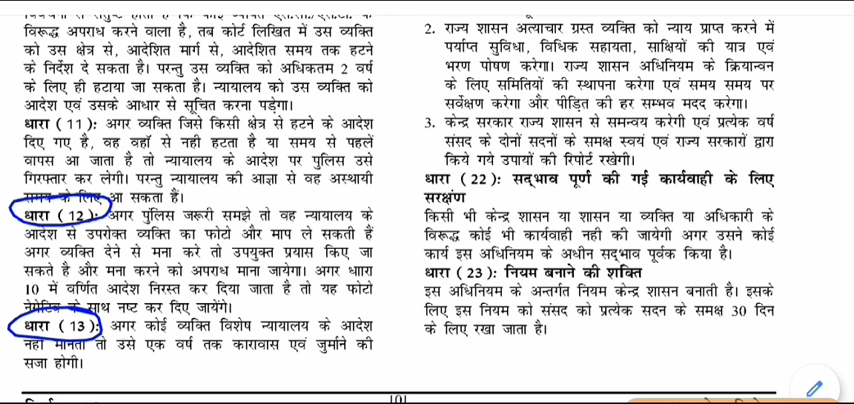 विरूद्ध अपराध करने वाला है, तब कोर्ट लिखित में उस व्यक्ति
को उस क्षेत्र से, आदेशित मार्ग से, आदेशित समय तक हटने
के निर्देश दे सकता है। परन्तु उस व्यक्ति को अधिकतम 2 वर्ष
के लिए ही हटाया जा सकता है। न्यायालय को उस व्यक्ति को
आदेश एवं उसके आधार से सूचित करना पड़ेगा।
धारा (11): अगर व्यक्ति जिसे किसी क्षेत्र से हटने के आदेश
दिए गए है, वह वहाँ से नही हटता है या समय से पहलें
वापस आ जाता है तो न्यायालय के आदेश पर पुलिस उसे
गिरफ्तार कर लेगी। परन्तु न्यायालय की आज्ञा से वह अस्थायी
समय के लिए आ सकता हैं।
धारा (12): अगर पुलिस जरूरी समझे तो वह न्यायालय के
आदेश से उपरोक्त व्यक्ति का फोटो और माप ले सकती हैं
अगर व्यक्ति देने से मना करे तो उपयुक्त प्रयास किए जा
सकते है और मना करने को अपराध माना जायेगा। अगर धारा
10 में वर्णित आदेश निरस्त कर दिया जाता है तो यह फोटो
नेगेटिव के साथ नष्ट कर दिए जायेंगे।
धारा (13): अगर कोई व्यक्ति विशेष न्यायालय के आदेश
नहीं मानता तो उसे एक वर्ष तक कारावास एवं जुर्माने की
सजा होगी।
2. राज्य शासन अत्याचार ग्रस्त व्यक्ति को न्याय प्राप्त करने में
पर्याप्त सुविधा, विधिक सहायता, साक्षियों की यात्र एवं
भरण पोषण करेगा। राज्य शासन अधिनियम के क्रियान्वन
के लिए समितियों की स्थापना करेगा एवं समय समय पर
सर्वेक्षण करेगा और पीड़ित की हर सम्भव मदद करेगा।
3. केन्द्र सरकार राज्य शासन से समन्वय करेगी एवं प्रत्येक वर्ष
संसद के दोनों सदनों के समक्ष स्वयं एवं राज्य सरकारों द्वारा
किये गये उपायों की रिपोर्ट रखेगी।
धारा (22): सद्भाव पूर्ण की गई कार्यवाही के लिए
सरक्षंण
किसी भी केन्द्र शासन या शासन या व्यक्ति या अधिकारी के
विरूद्ध कोई भी कार्यवाही नही की जायेगी अगर उसने कोई
कार्य इस अधिनियम के अधीन सद्भाव पूर्वक किया है।
धारा (23): नियम बनाने की शक्ति
इस अधिनियम के अन्तर्गत नियम केन्द्र शासन बनाती है। इसके
लिए इस नियम को संसद को प्रत्येक सदन के समक्ष 30 दिन
के लिए रखा जाता है।